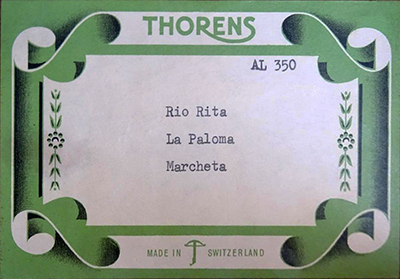 THORENS
AL 350
Rio Rita
La Paloma
Marcheta
MADE IN SWITZERLAND